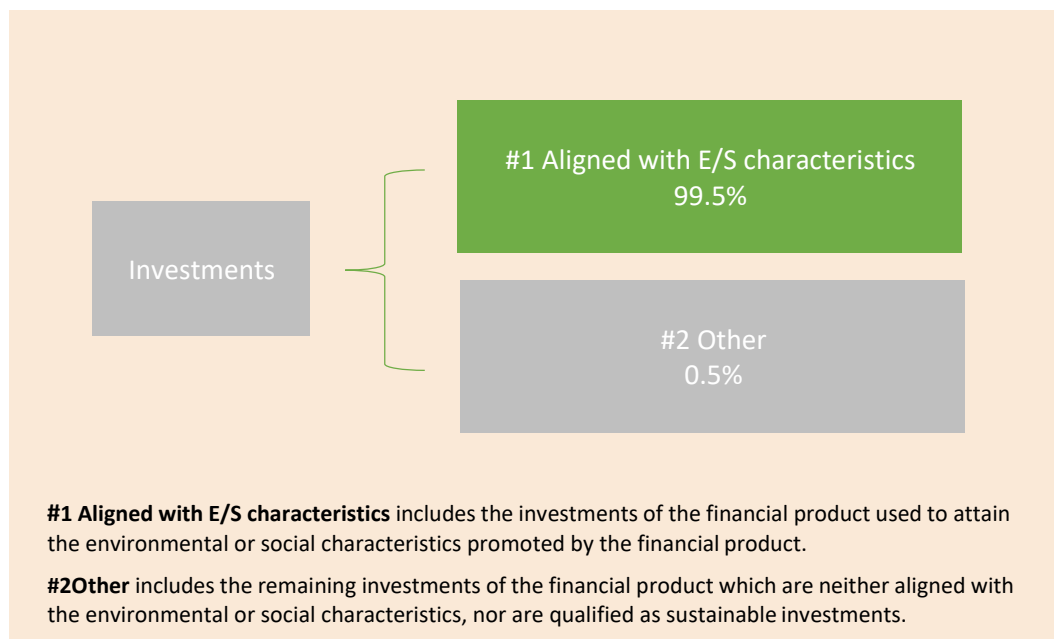 #1 Aligned with E/S characteristics
99.5%
Investments
#2 Other
0.5%
#1 Aligned with E/S characteristics includes the investments of the financial product used to attain
the environmental or social characteristics promoted by the financial product.
#2Other includes the remaining investments of the financial product which are neither aligned with
the environmental or social characteristics, nor are qualified as sustainable investments.